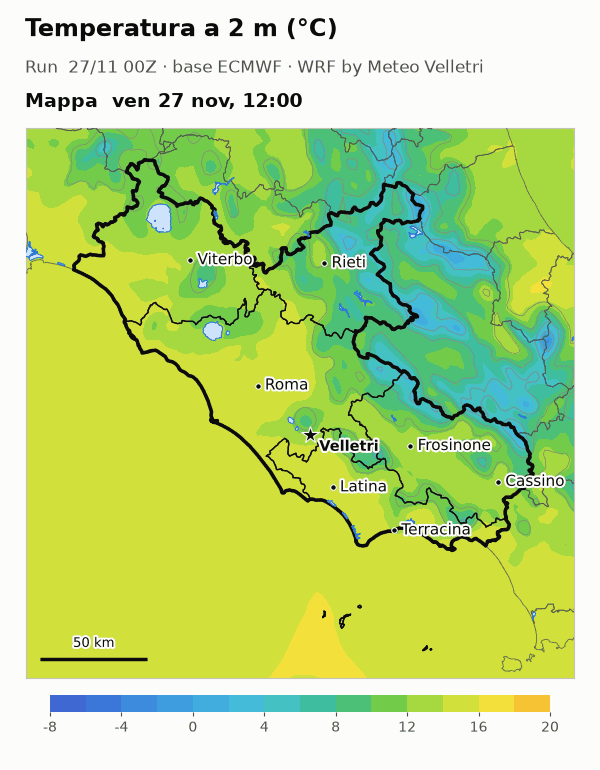 Temperatura a 2 m (°C)
Run  27/11 00Z · base ECMWF · WRF by Meteo Velletri
Mappa  ven 27 nov, 12:00
Viterbo
Rieti
Roma
Velletri
Frosinone
Cassino
Latina
Terracina
50 km
-8 -4 0 4 8 12 16 20